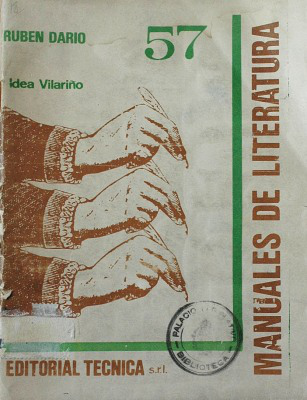 RUBEN DARIO
57
Idea Vilariño
MANUALES DE LITERATURA
PALACIO
BIBLIOTECA
EDITORIAL TECNICA s.r.l.